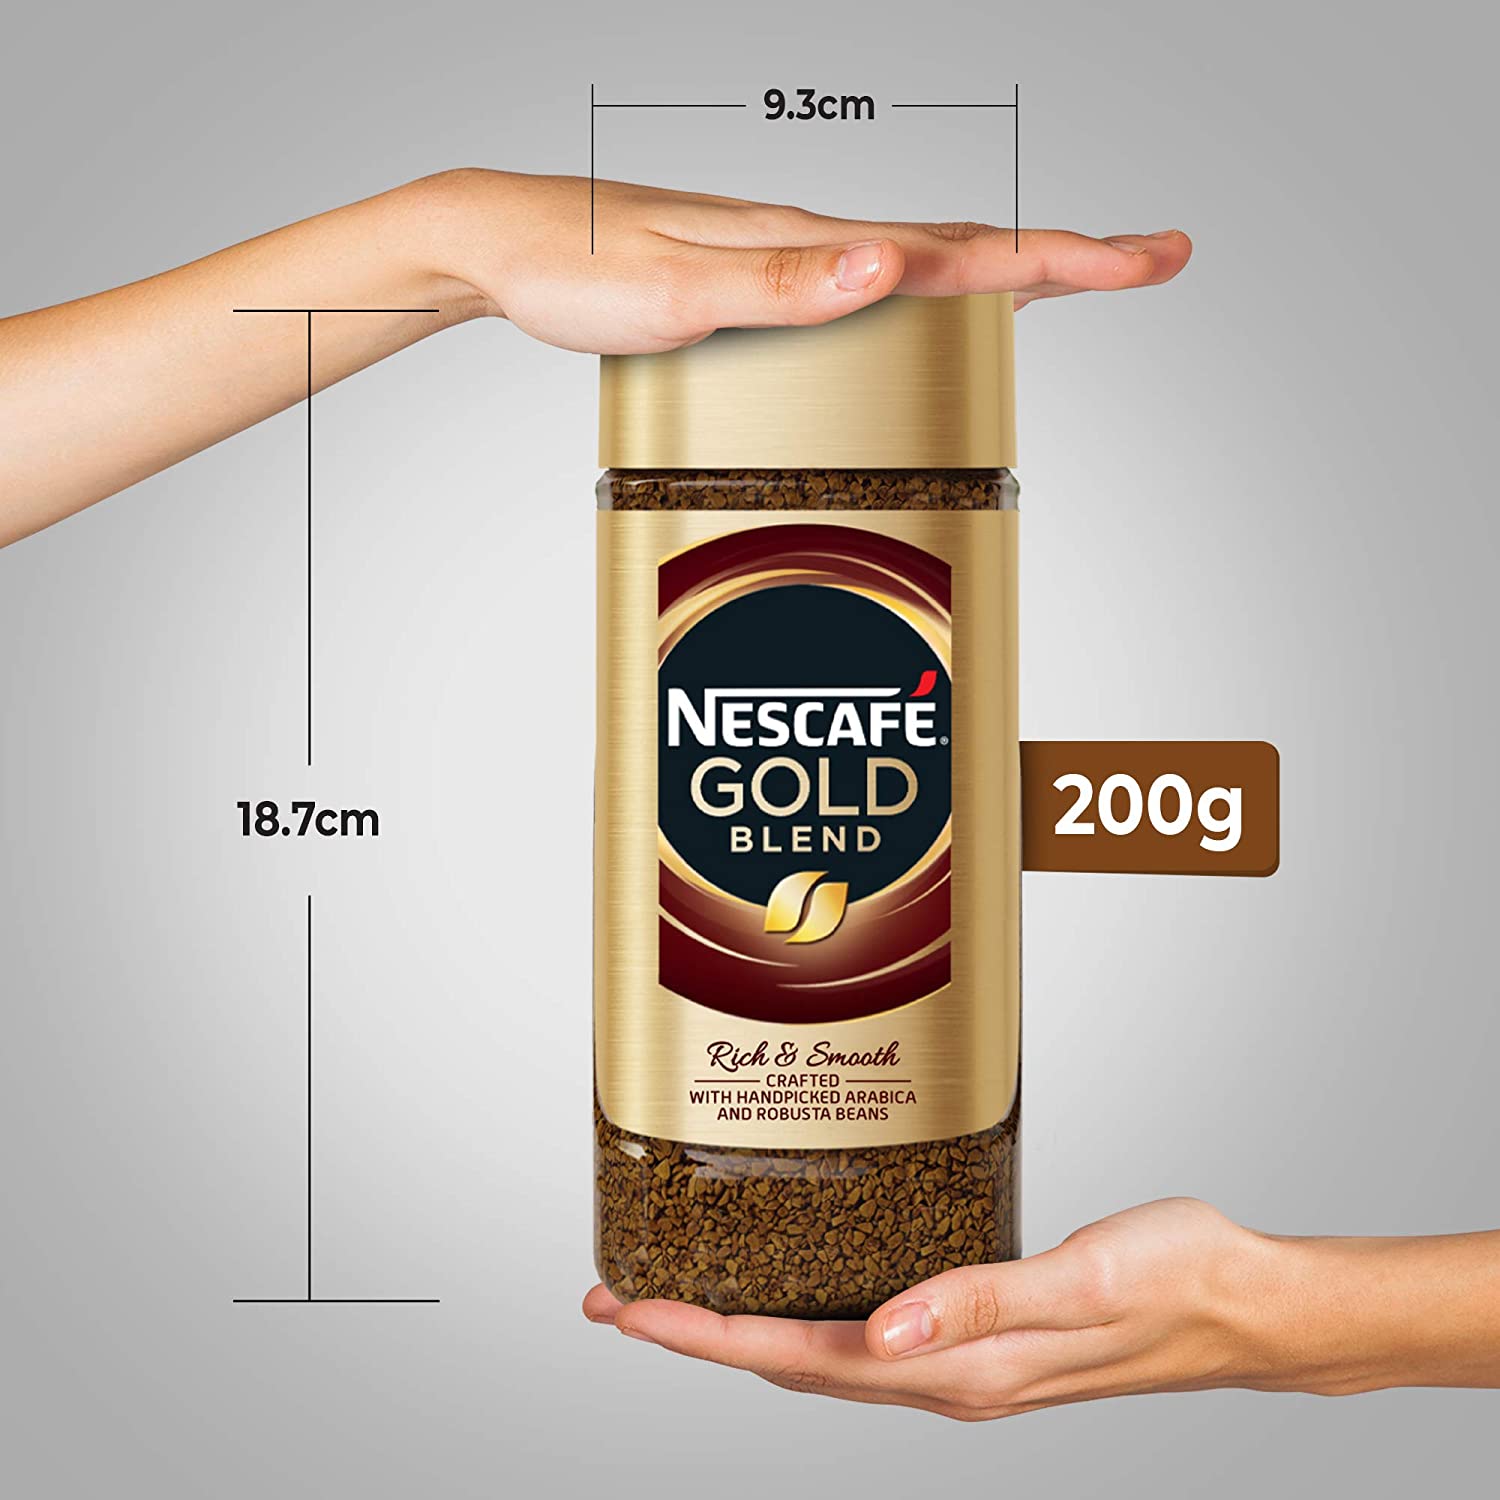 9.3cm
18.7cm
NESCAFÉ®
GOLD
BLEND
200g
Rich & Smooth
CRAFTED
WITH HANDPICKED ARABICA
AND ROBUSTA BEANS